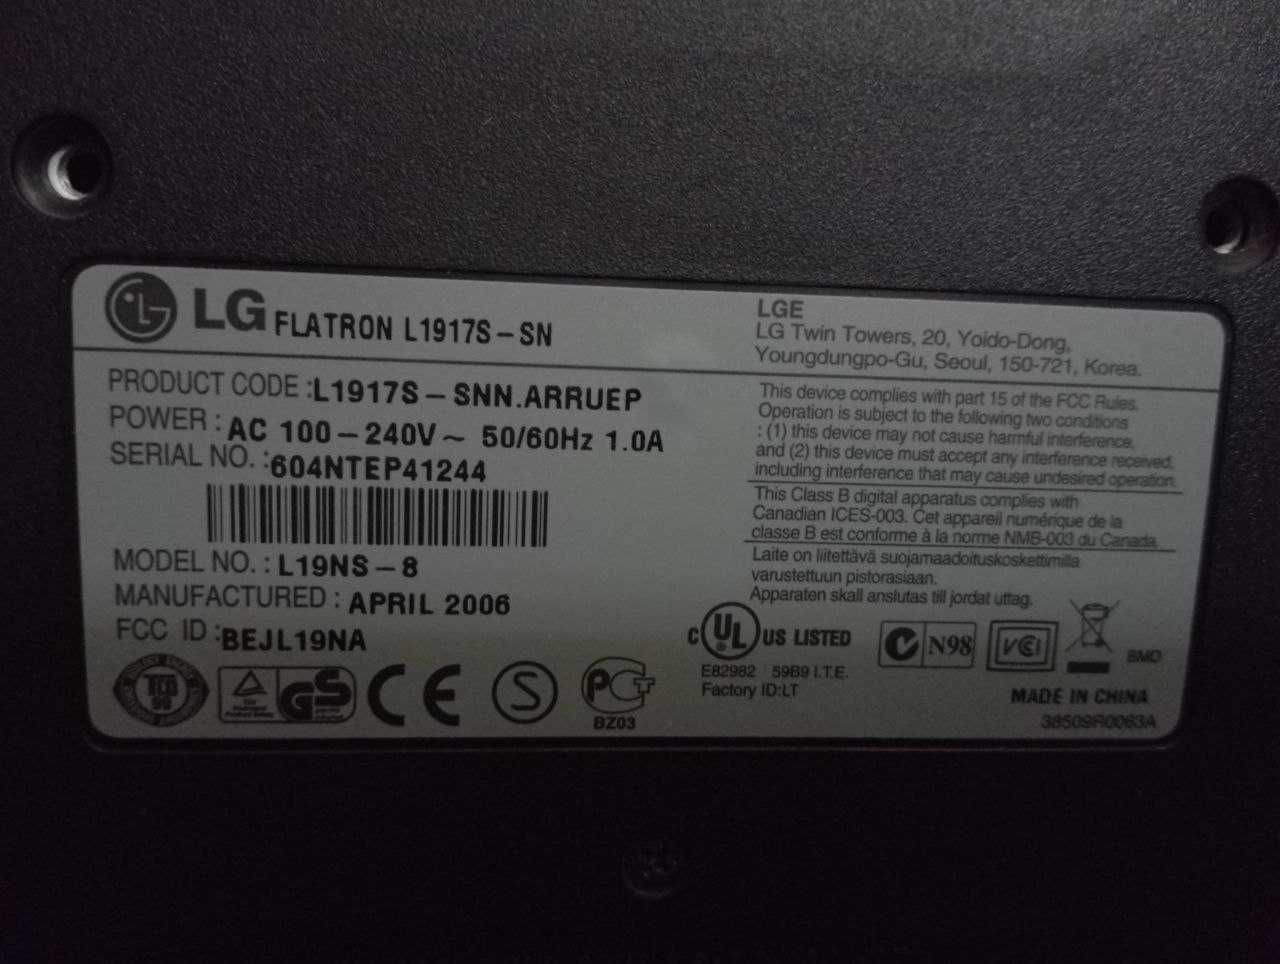 LG FLATRON L1917S-SN
PRODUCT CODE :L1917S-SNN.ARRUEP
POWER : AC 100-240V~ 50/60Hz 1.0A
SERIAL NO. :604NTEP41244
MODEL NO. : L19NS-8
MANUFACTURED : APRIL 2006
FCC ID :BEJL19NA
TCO
GS
CE
S
PCT
BZ03
LGE
LG Twin Towers, 20, Yoido-Dong,
Youngdungpo-Gu, Seoul, 150-721, Korea.
This device complies with part 15 of the FCC Rules.
Operation is subject to the following two conditions
: (1) this device may not cause harmful interference,
and (2) this device must accept any interference received,
including interference that may cause undesired operation.
This Class B digital apparatus complies with
Canadian ICES-003. Cet appareil numérique de la
classe B est conforme à la norme NMB-003 du Canada.
Laite on liitettävä suojamaadoituskoskettimilla
varustettuun pistorasiaan.
Apparaten skall anslutas till jordat uttag.
C UL US LISTED
E82982 59B9 I.T.E.
Factory ID:LT
N98
VCCI
MADE IN CHINA